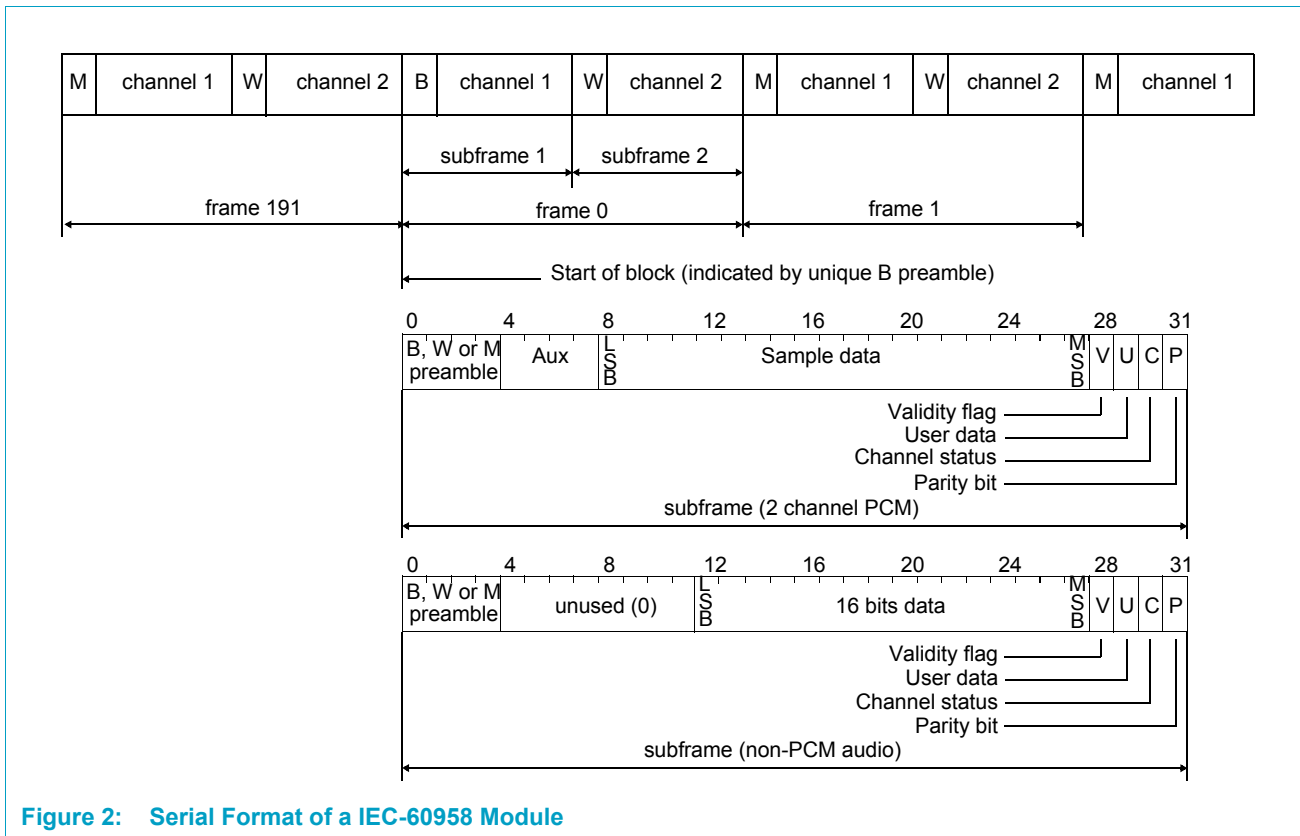 M channel 1 W channel 2 B channel 1 W channel 2 M channel 1 W channel 2 M channel 1
subframe 1 subframe 2
frame 191 frame 0 frame 1
Start of block (indicated by unique B preamble)
0 4 8 12 16 20 24 28 31
B, W or M preamble Aux LSB Sample data MSB V U C P
Validity flag
User data
Channel status
Parity bit
subframe (2 channel PCM)
0 4 8 12 16 20 24 28 31
B, W or M preamble unused (0) LSB 16 bits data MSB V U C P
Validity flag
User data
Channel status
Parity bit
subframe (non-PCM audio)
Figure 2: Serial Format of a IEC-60958 Module